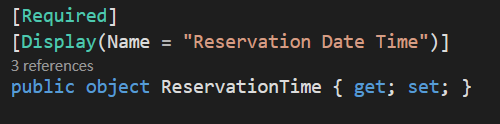 [Required]
[Display(Name = "Reservation Date Time")]
3 references
public object ReservationTime { get; set; }